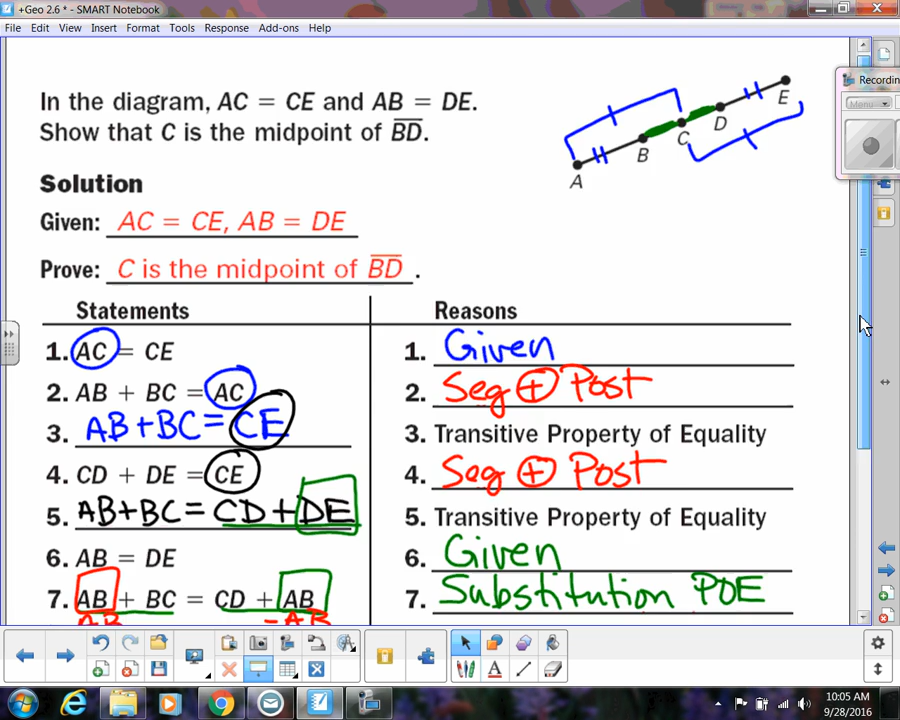 +Geo 2.6 * - SMART Notebook
File Edit View Insert Format Tools Response Add-ons Help
Recordin
Menu
In the diagram, AC = CE and AB = DE.
Show that C is the midpoint of BD.
A B C D E
Solution
Given: AC = CE, AB = DE
Prove: C is the midpoint of BD.
Statements Reasons
1. AC = CE 1. Given
2. AB + BC = AC 2. Seg ⊕ Post
3. AB+BC = CE 3. Transitive Property of Equality
4. CD + DE = CE 4. Seg ⊕ Post
5. AB+BC = CD+DE 5. Transitive Property of Equality
6. AB = DE 6. Given
7. AB + BC = CD + AB 7. Substitution POE
-AB
10:05 AM
9/28/2016